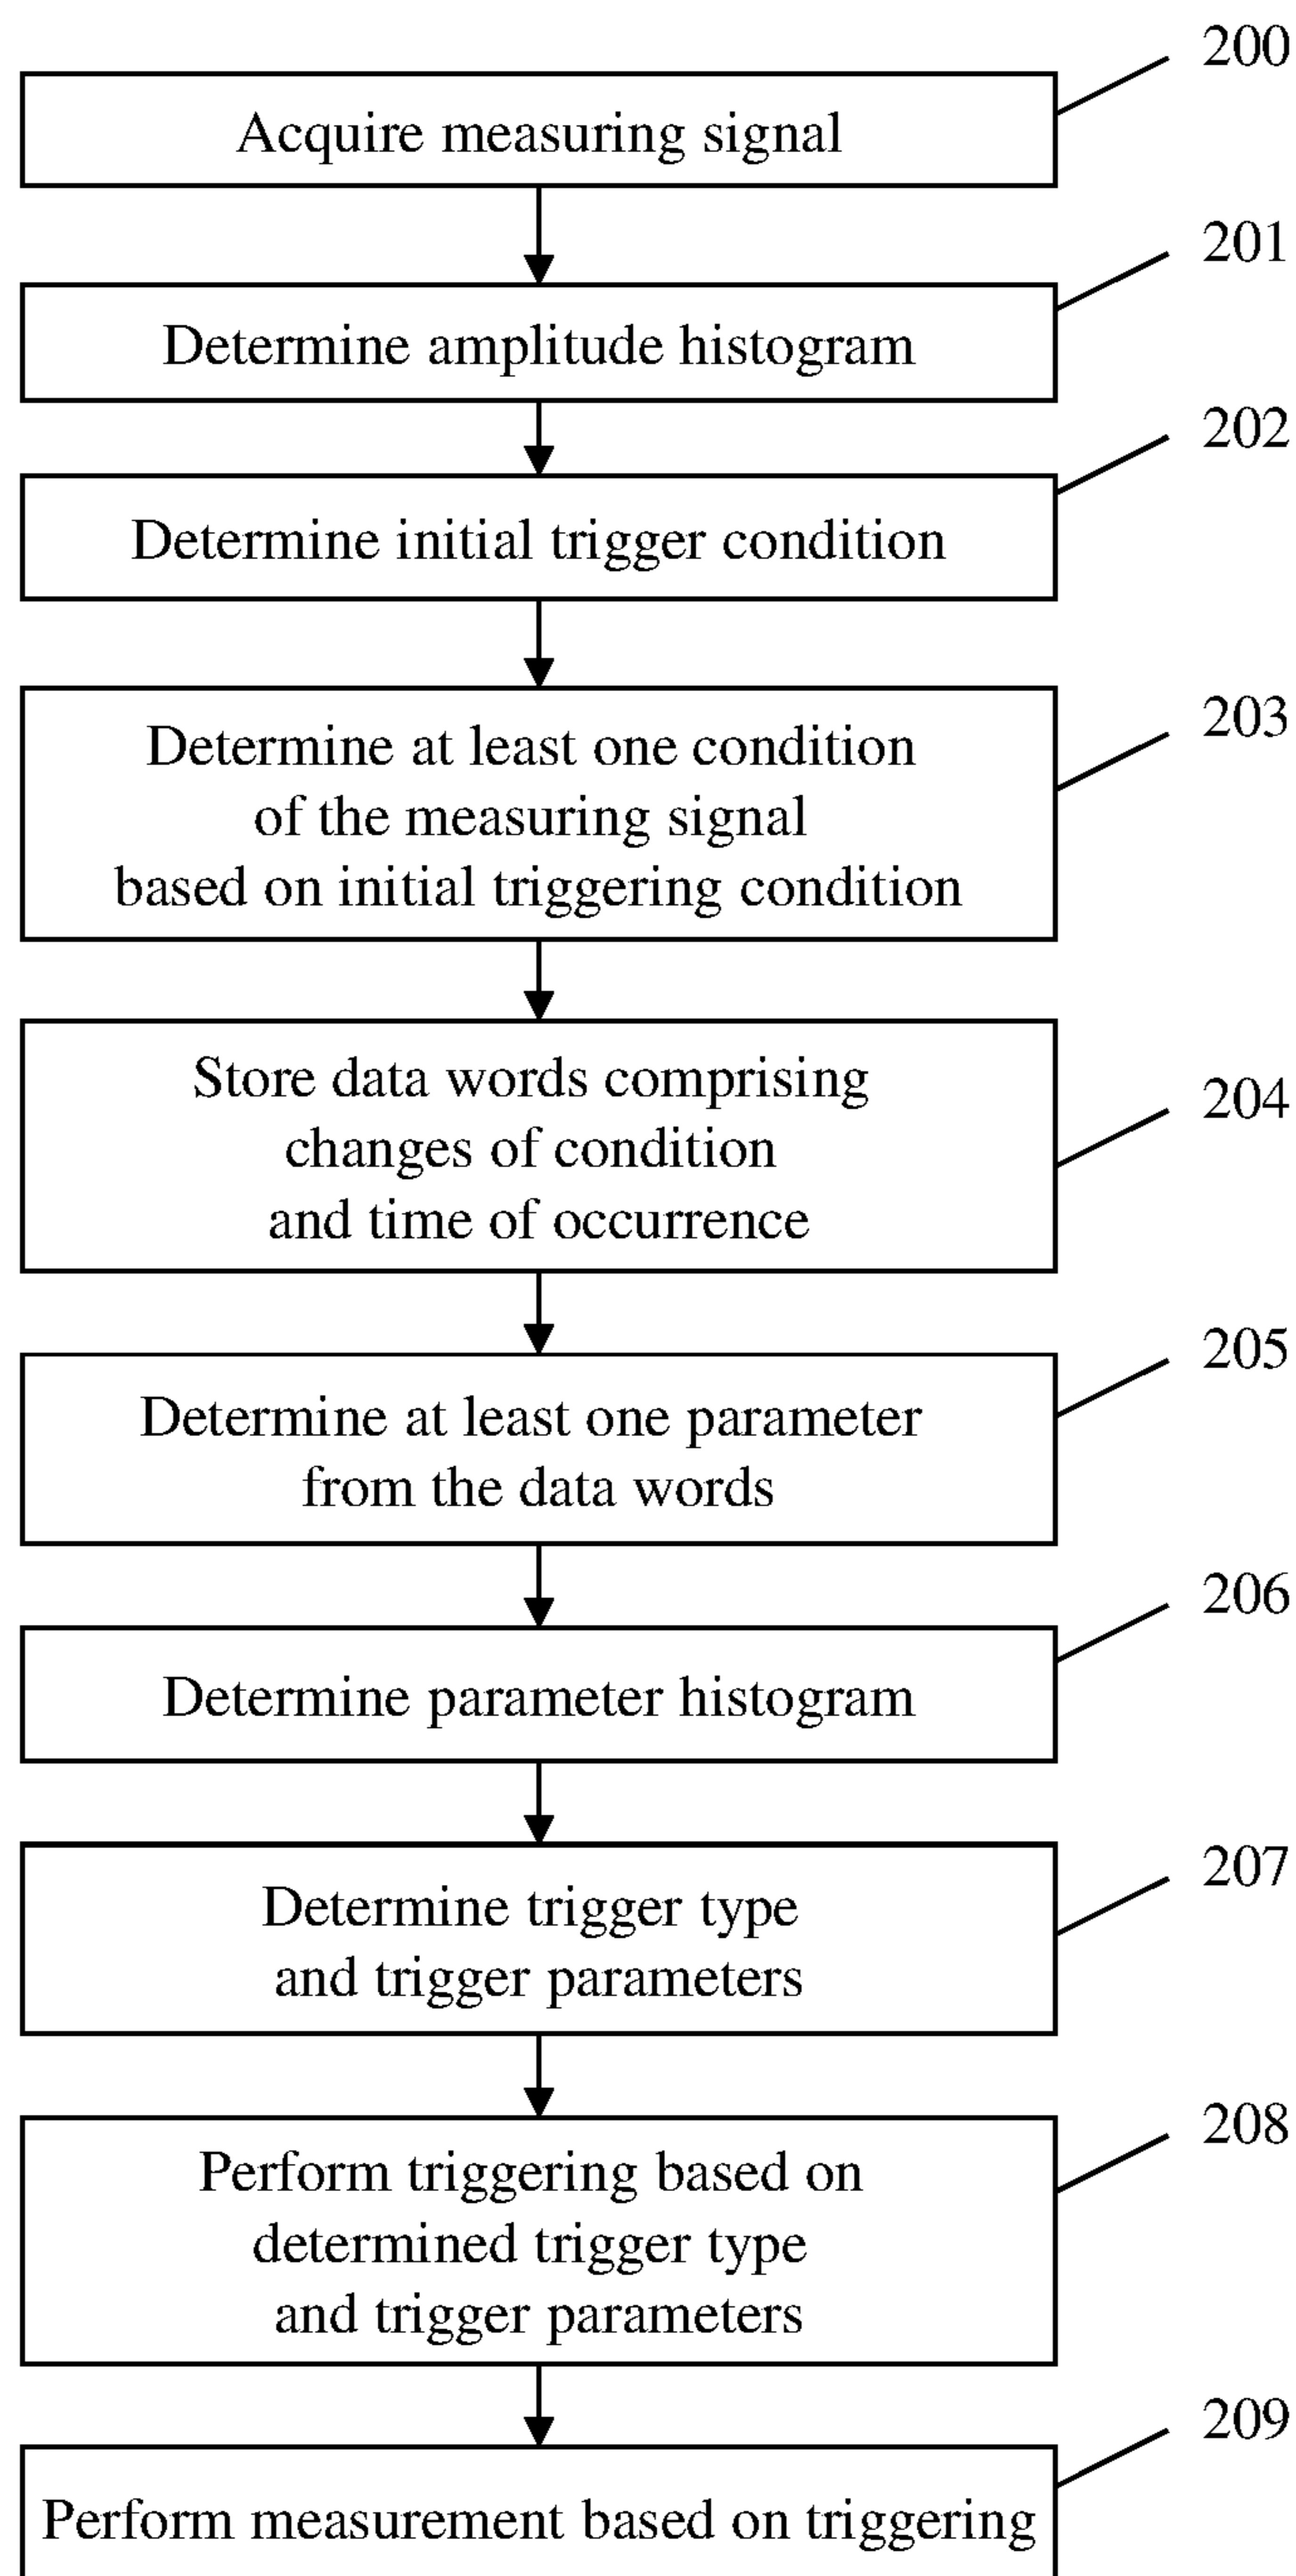 200
Acquire measuring signal
201
Determine amplitude histogram
202
Determine initial trigger condition
203
Determine at least one condition
of the measuring signal
based on initial triggering condition
204
Store data words comprising
changes of condition
and time of occurrence
205
Determine at least one parameter
from the data words
206
Determine parameter histogram
207
Determine trigger type
and trigger parameters
208
Perform triggering based on
determined trigger type
and trigger parameters
209
Perform measurement based on triggering